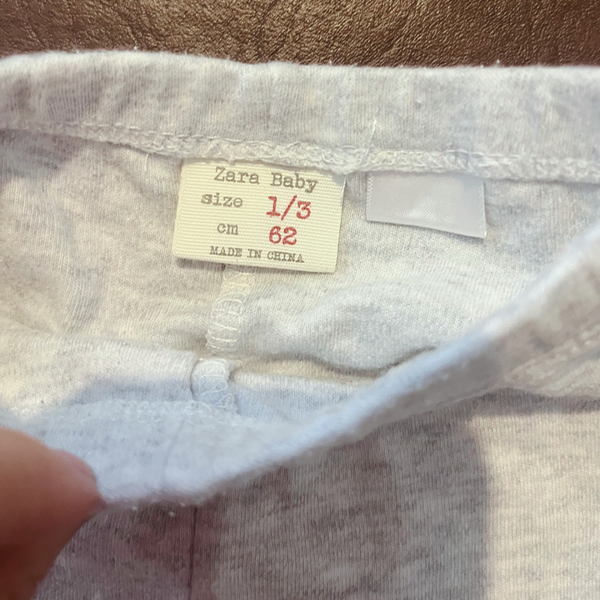 Zara Baby
size 1/3
cm 62
MADE IN CHINA